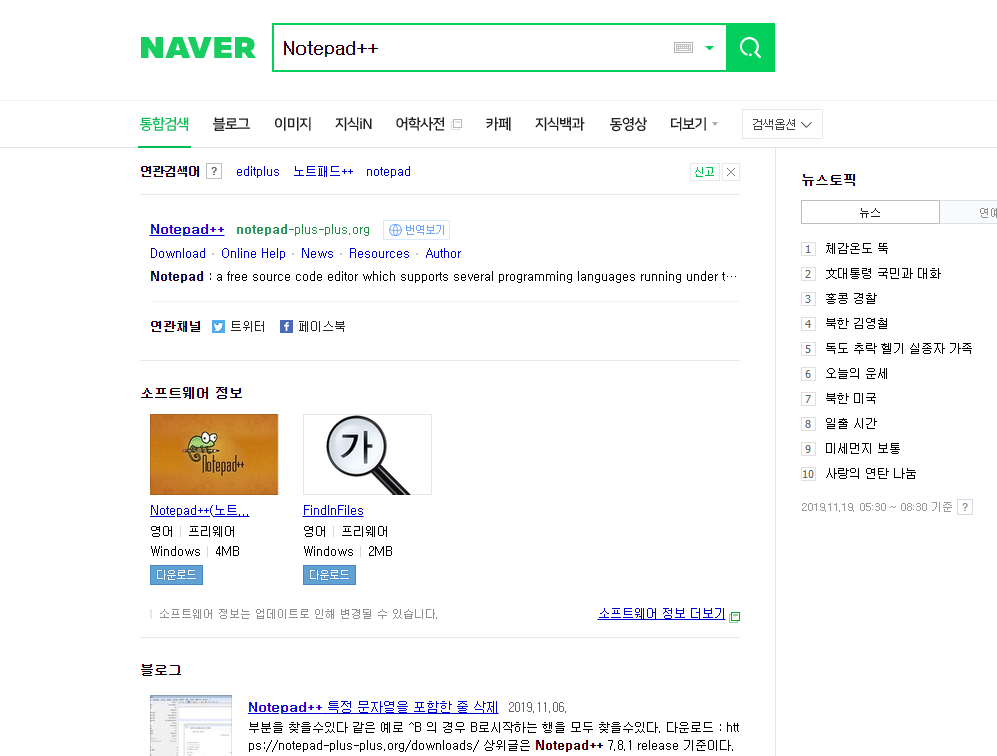 NAVER
Notepad++
통합검색 블로그 이미지 지식iN 어학사전 카페 지식백과 동영상 더보기 검색옵션
연관검색어 ? editplus 노트패드++ notepad 신고
Notepad++ notepad-plus-plus.org 번역보기
Download · Online Help · News · Resources · Author
Notepad : a free source code editor which supports several programming languages running under t···
연관채널 트위터 페이스북
소프트웨어 정보
가
Notepad++
Notepad++(노트... FindInFiles
영어 | 프리웨어 영어 | 프리웨어
Windows | 4MB Windows | 2MB
다운로드 다운로드
소프트웨어 정보는 업데이트로 인해 변경될 수 있습니다. 소프트웨어 정보 더보기
블로그
Notepad++ 특정 문자열을 포함한 줄 삭제 2019.11.06.
부분을 찾을수있다 같은 예로 ^B 의 경우 B로시작하는 행을 모두 찾을수있다. 다운로드 : htt
ps://notepad-plus-plus.org/downloads/ 상위글은 Notepad++ 7.8.1 release 기준이다.
뉴스토픽
뉴스 연예
1 체감온도 뚝
2 文대통령 국민과 대화
3 홍콩 경찰
4 북한 김영철
5 독도 추락 헬기 실종자 가족
6 오늘의 운세
7 북한 미국
8 일출 시간
9 미세먼지 보통
10 사랑의 연탄 나눔
2019.11.19. 05:30 ~ 08:30 기준 ?